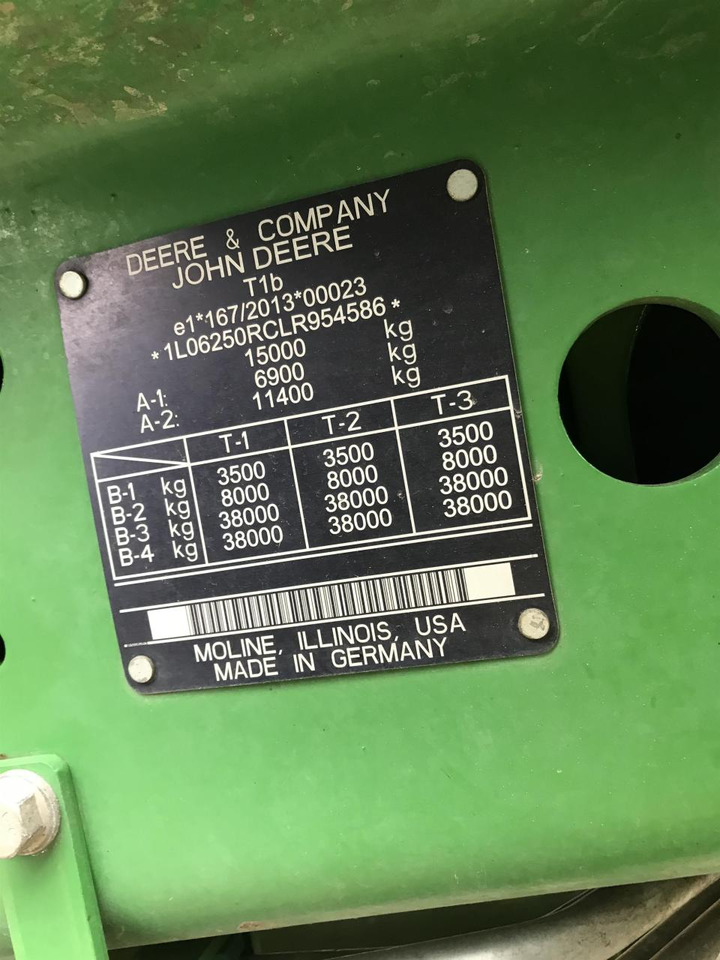 DEERE & COMPANY
JOHN DEERE
T1b
e1*167/2013*00023
*1L06250RCLR954586*
15000 kg
A-1: 6900 kg
A-2: 11400 kg
T-1 T-2 T-3
B-1 kg 3500 3500 3500
B-2 kg 8000 8000 8000
B-3 kg 38000 38000 38000
B-4 kg 38000 38000 38000
MOLINE, ILLINOIS, USA
MADE IN GERMANY